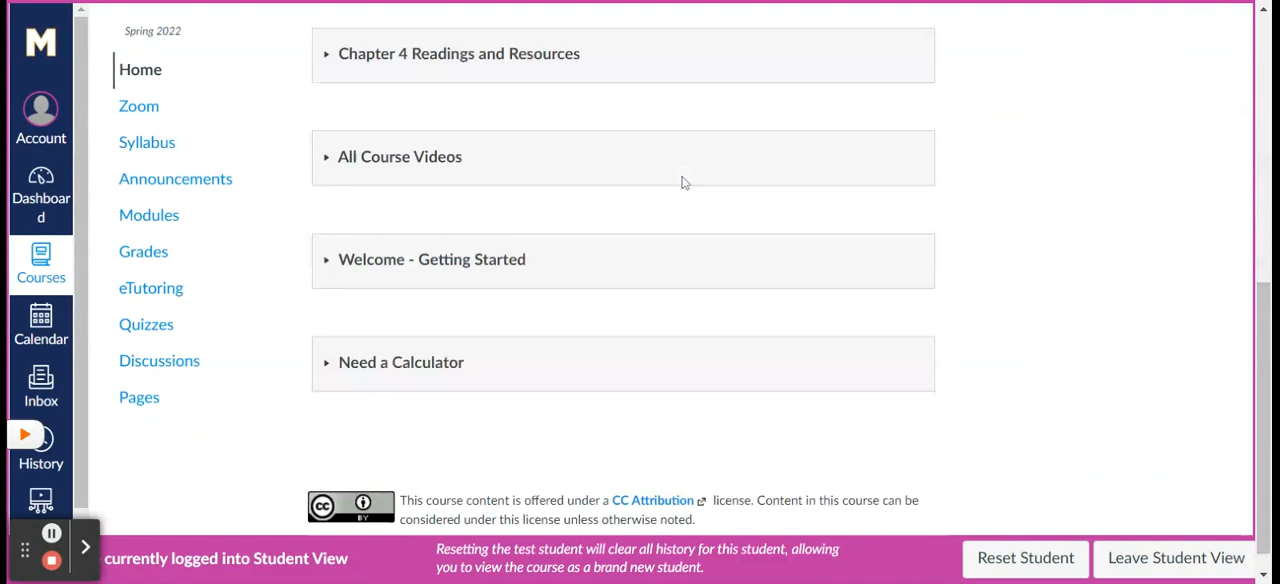 M
Account
Dashboar
d
Courses
Calendar
Inbox
History
Spring 2022
Home
Zoom
Syllabus
Announcements
Modules
Grades
eTutoring
Quizzes
Discussions
Pages
Chapter 4 Readings and Resources
All Course Videos
Welcome - Getting Started
Need a Calculator
cc BY
This course content is offered under a CC Attribution license. Content in this course can be
considered under this license unless otherwise noted.
currently logged into Student View
Resetting the test student will clear all history for this student, allowing
you to view the course as a brand new student.
Reset Student
Leave Student View